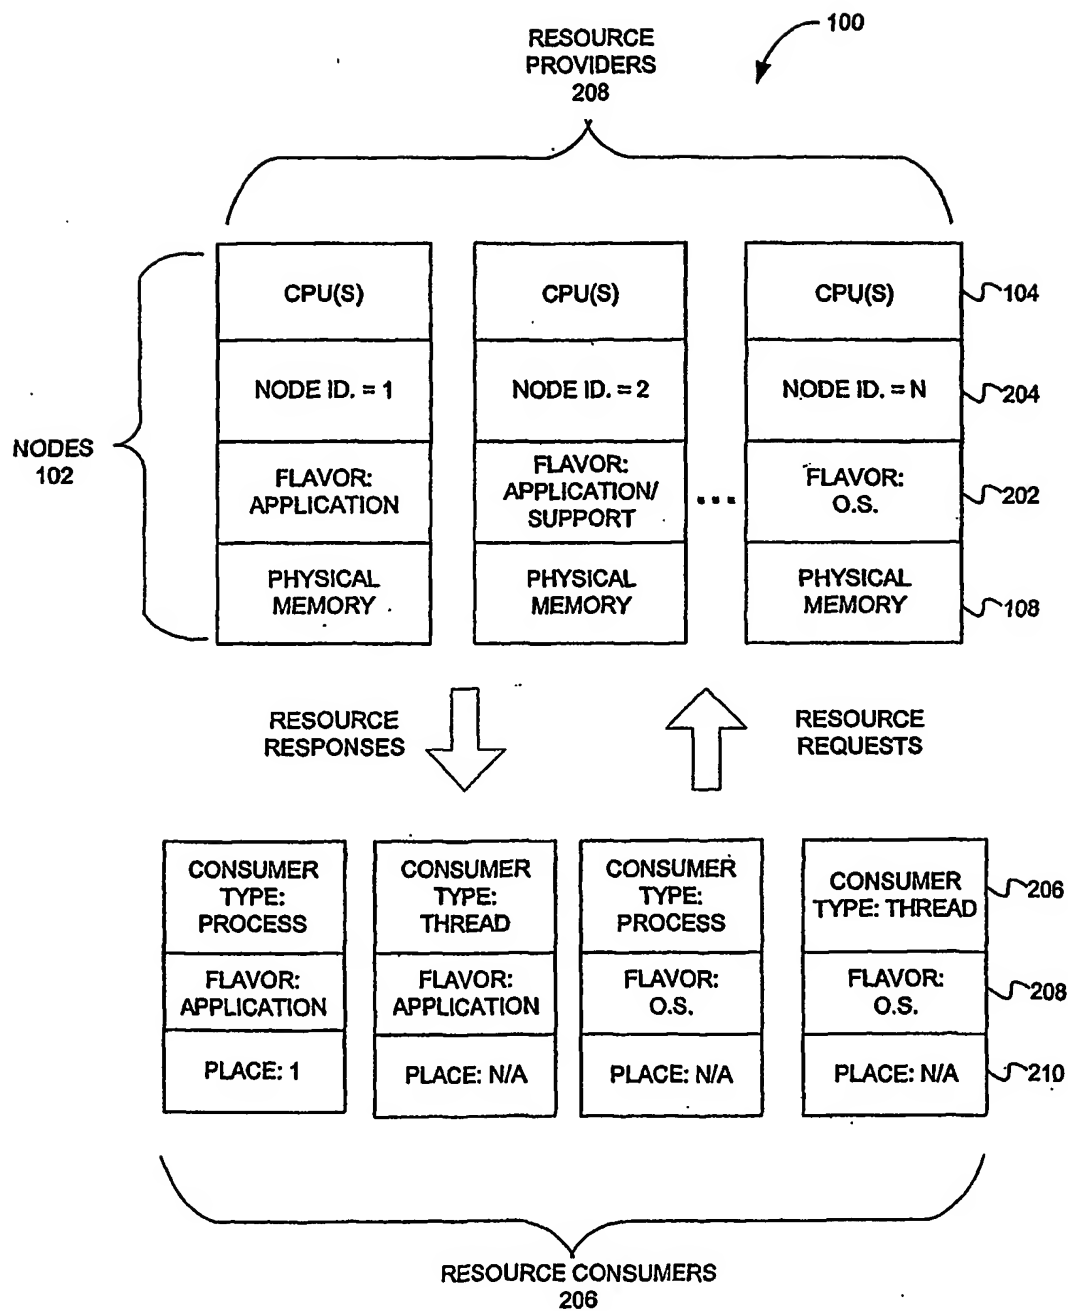 100
RESOURCE
PROVIDERS
208
CPU(S)
CPU(S)
CPU(S)
104
NODE ID. = 1
NODE ID. = 2
NODE ID. = N
204
NODES
102
FLAVOR:
APPLICATION
FLAVOR:
APPLICATION/
SUPPORT
...
FLAVOR:
O.S.
202
PHYSICAL
MEMORY
PHYSICAL
MEMORY
PHYSICAL
MEMORY
108
RESOURCE
RESPONSES
RESOURCE
REQUESTS
CONSUMER
TYPE:
PROCESS
CONSUMER
TYPE:
THREAD
CONSUMER
TYPE:
PROCESS
CONSUMER
TYPE: THREAD
206
FLAVOR:
APPLICATION
FLAVOR:
APPLICATION
FLAVOR:
O.S.
FLAVOR:
O.S.
208
PLACE: 1
PLACE: N/A
PLACE: N/A
PLACE: N/A
210
RESOURCE CONSUMERS
206